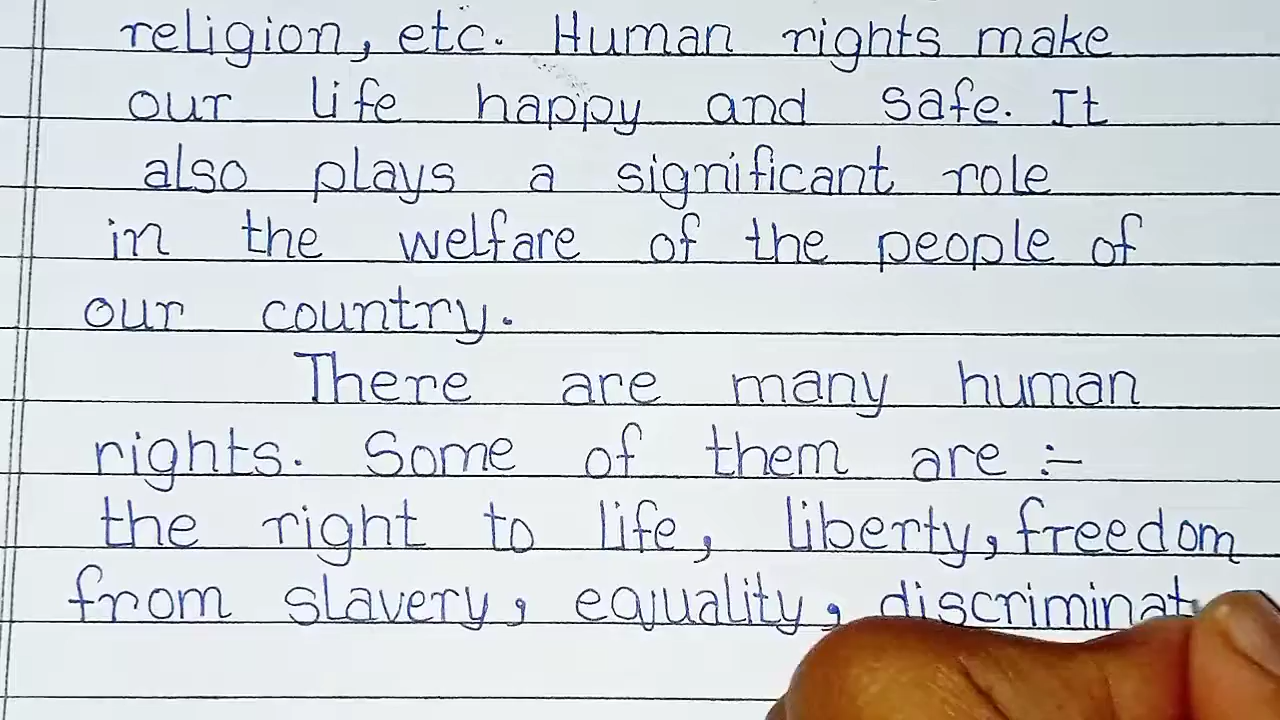 religion, etc. Human rights make
our life happy and safe. It
also plays a significant role
in the welfare of the people of
our country.
There are many human
rights. Some of them are :-
the right to life, liberty, freedom
from slavery, equality, discriminat